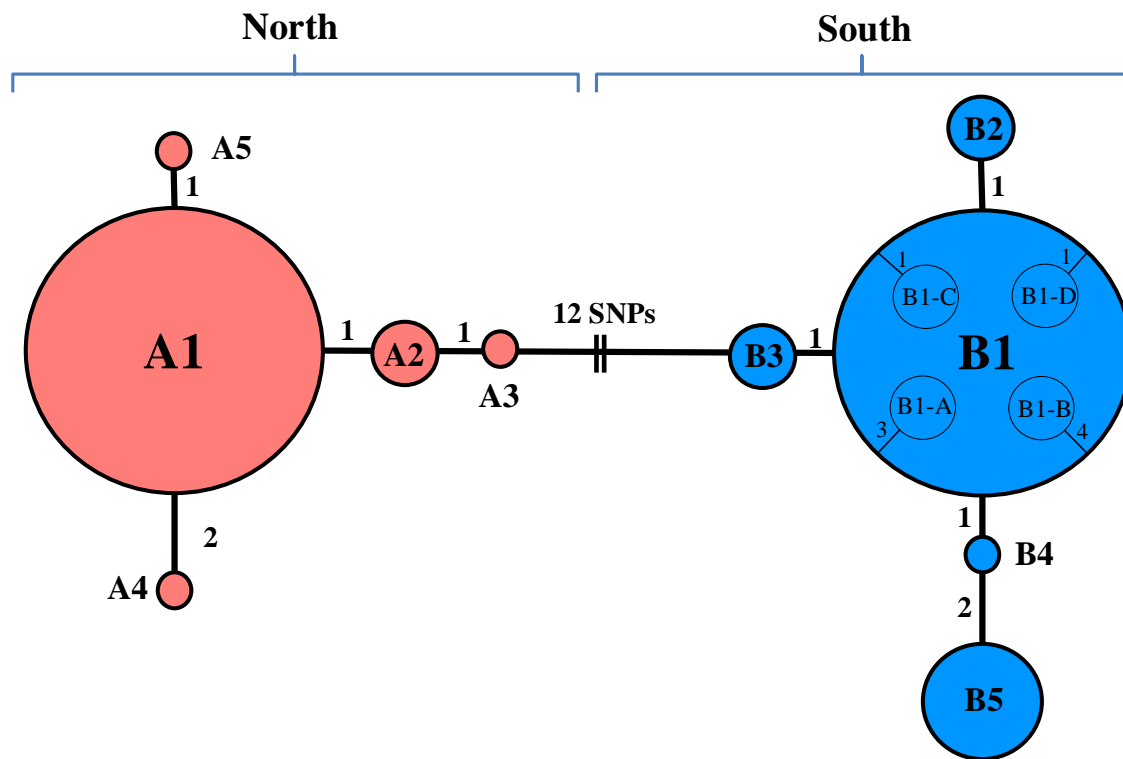 North South
A5 B2
1 1
1 1
B1-C B1-D
12 SNPs
A1 1 A2 1 A3 B3 1 B1
B1-A B1-B
3 4
2 1
A4 B4
2
B5